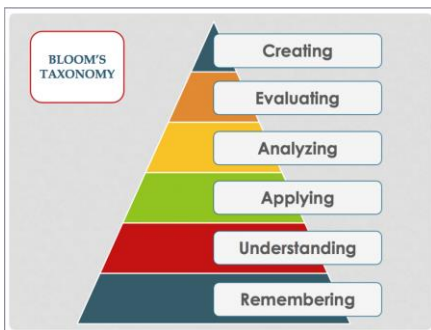 BLOOM'S
TAXONOMY
Creating
Evaluating
Analyzing
Applying
Understanding
Remembering